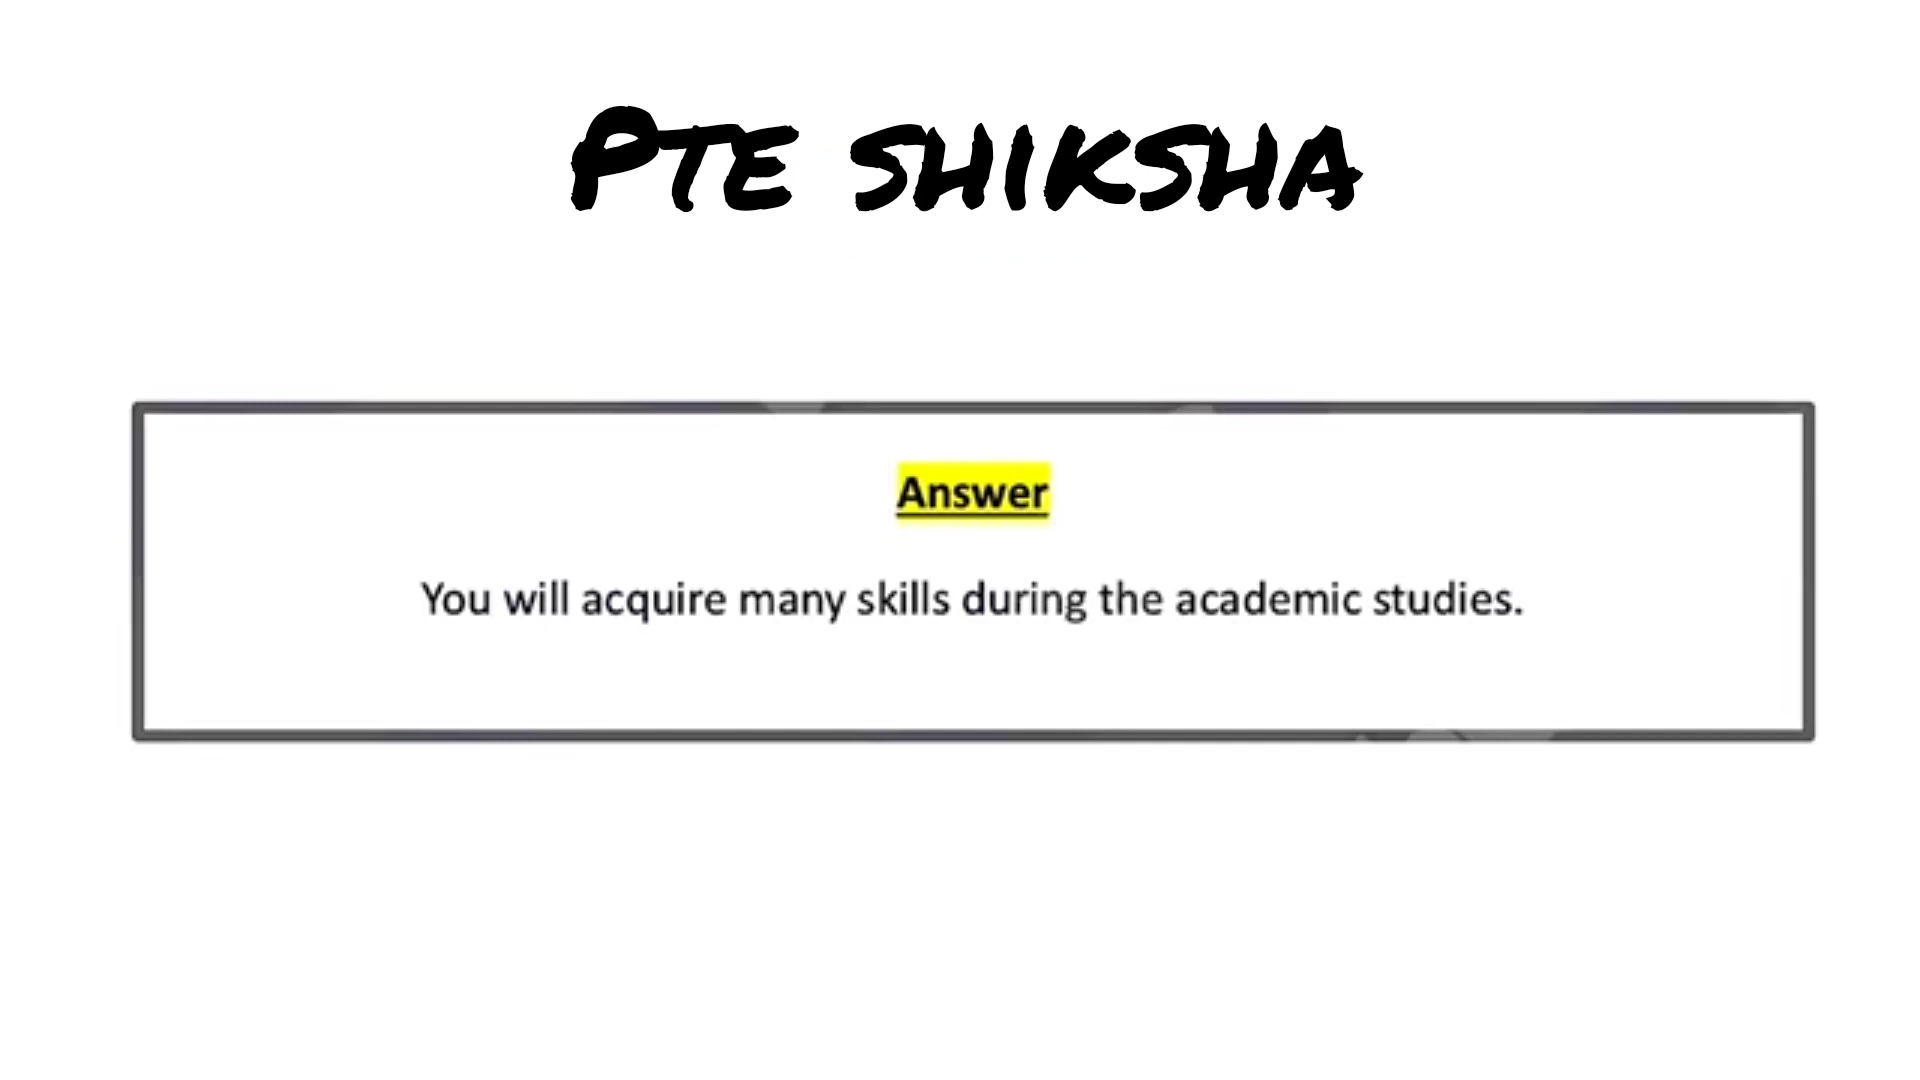 Pte shiksha
Answer
You will acquire many skills during the academic studies.